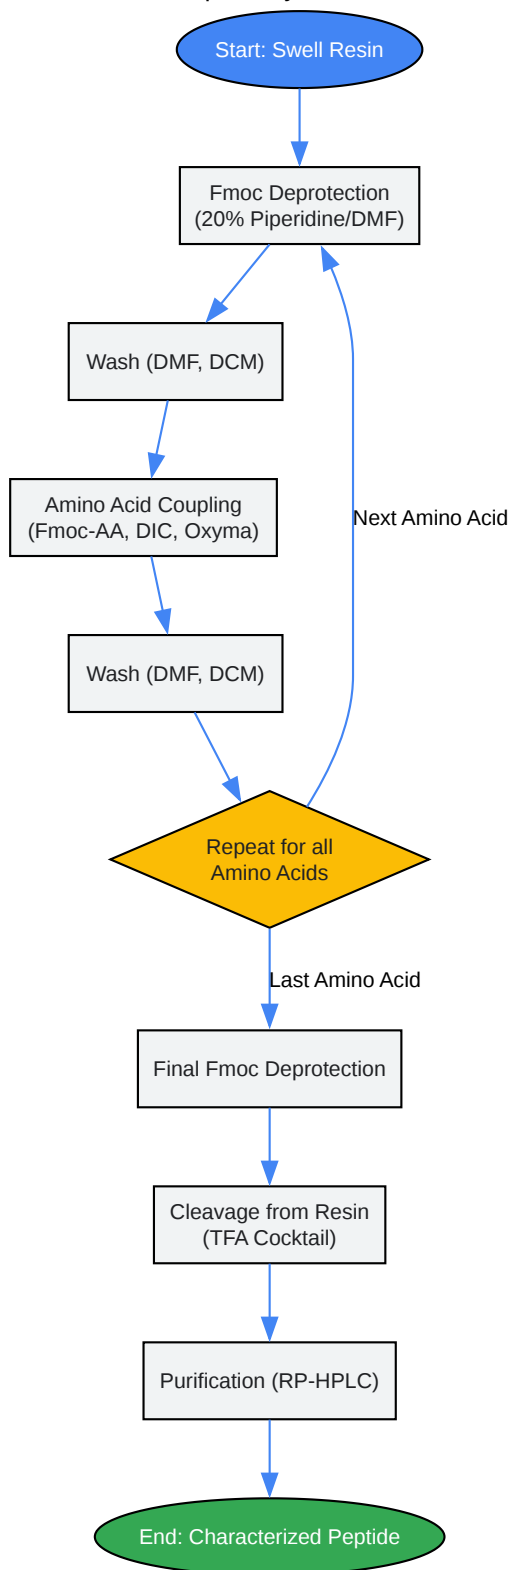 Start: Swell Resin
Fmoc Deprotection
(20% Piperidine/DMF)
Wash (DMF, DCM)
Amino Acid Coupling
(Fmoc-AA, DIC, Oxyma)
Next Amino Acid
Wash (DMF, DCM)
Repeat for all
Amino Acids
Last Amino Acid
Final Fmoc Deprotection
Cleavage from Resin
(TFA Cocktail)
Purification (RP-HPLC)
End: Characterized Peptide